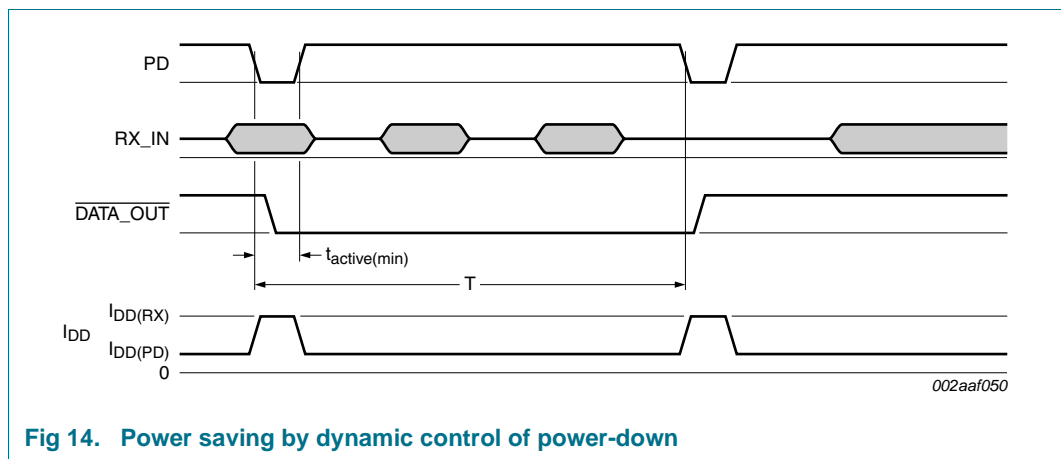 PD
RX_IN
DATA_OUT
tactive(min)
T
IDD
IDD(RX)
IDD(PD)
0
002aaf050
Fig 14. Power saving by dynamic control of power-down